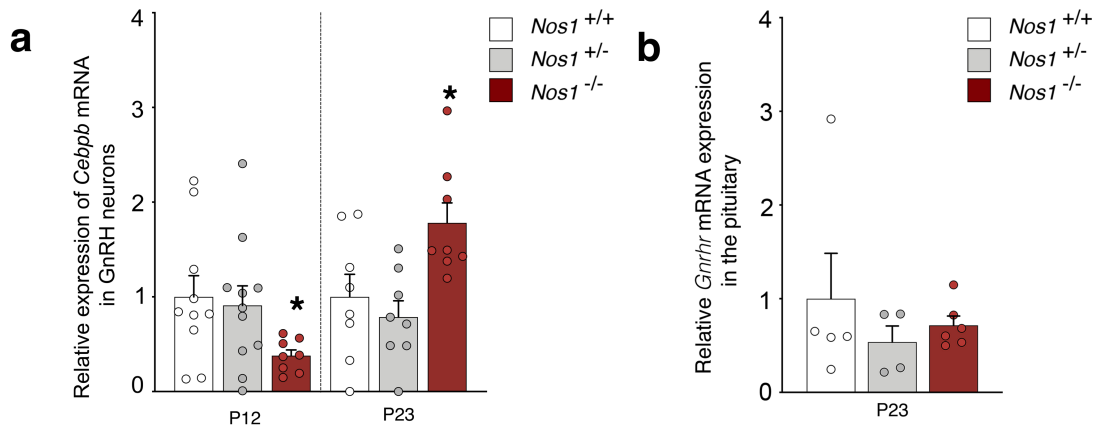 a
Relative expression of Cebpb mRNA
in GnRH neurons
4
3
2
1
0
*
*
P12
P23
Nos1 +/+
Nos1 +/-
Nos1 -/-
b
Relative Gnrhr mRNA expression
in the pituitary
4
3
2
1
0
P23
Nos1 +/+
Nos1 +/-
Nos1 -/-